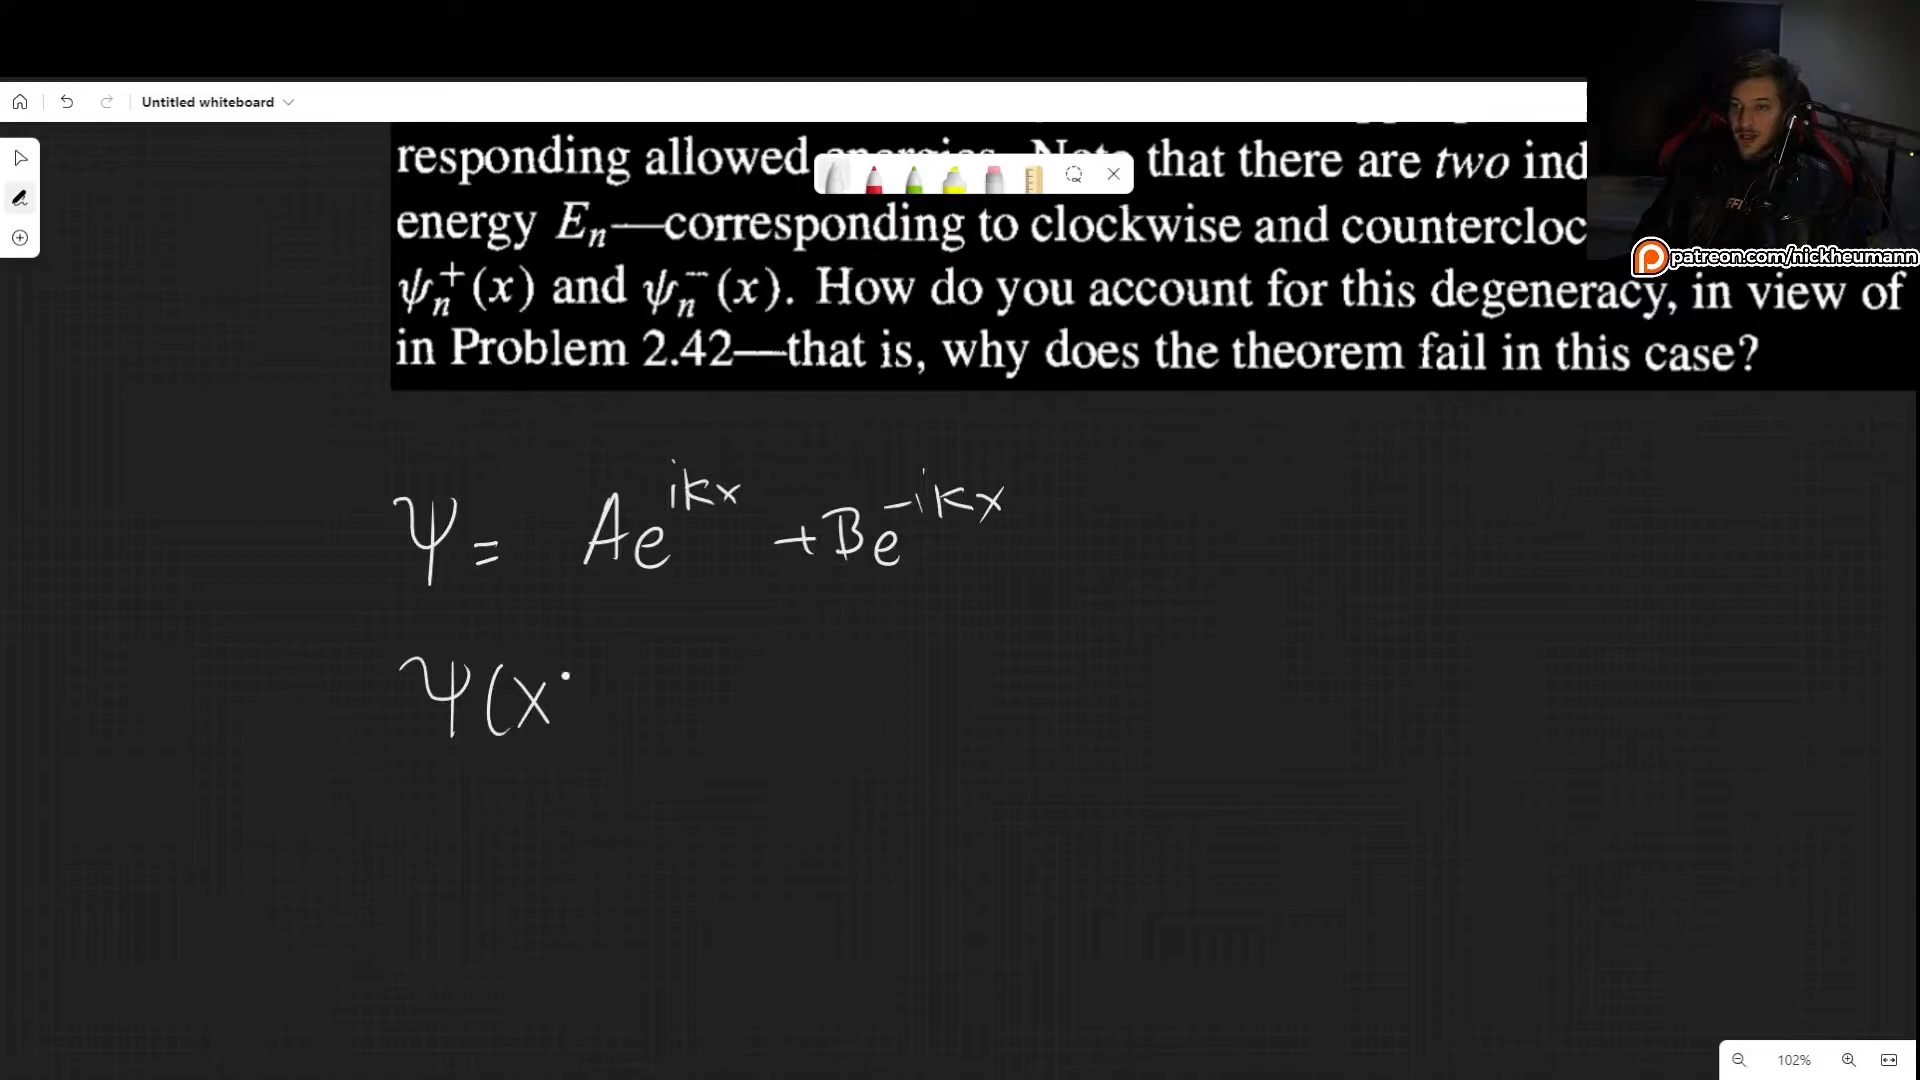 Untitled whiteboard
responding allowed energies. Note that there are two ind
energy Eₙ—corresponding to clockwise and countercloc
patreon.com/nickheumann
ψₙ⁺(x) and ψₙ⁻(x). How do you account for this degeneracy, in view of
in Problem 2.42—that is, why does the theorem fail in this case?
Ψ = Ae^{ikx} + Be^{-ikx}
Ψ(x
102%